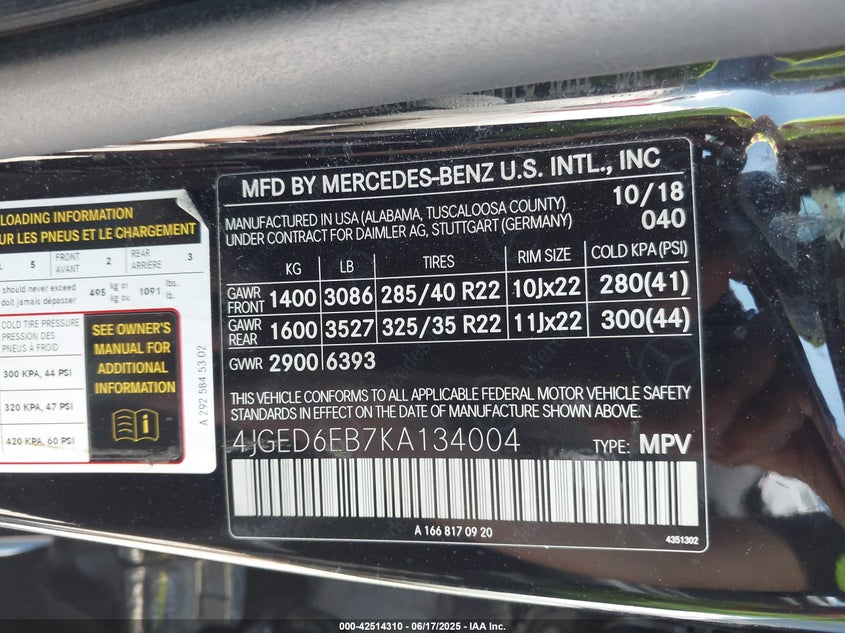 LOADING INFORMATION
UR LES PNEUS ET LE CHARGEMENT
5 FRONT AVANT 2 REAR ARRIÈRE 3
should never exceed
doit jamais dépasser
495 kg or kg ou 1091 lbs. lb.
COLD TIRE PRESSURE
PRESSION DES
PNEUS À FROID
300 KPA, 44 PSI
320 KPA, 47 PSI
420 KPA, 60 PSI
SEE OWNER'S
MANUAL FOR
ADDITIONAL
INFORMATION
A 292 584 53 02
MFD BY MERCEDES-BENZ U.S. INTL., INC
MANUFACTURED IN USA (ALABAMA, TUSCALOOSA COUNTY) 10/18
UNDER CONTRACT FOR DAIMLER AG, STUTTGART (GERMANY) 040
KG LB TIRES RIM SIZE COLD KPA(PSI)
GAWR FRONT 1400 3086 285/40 R22 10Jx22 280(41)
GAWR REAR 1600 3527 325/35 R22 11Jx22 300(44)
GVWR 2900 6393
THIS VEHICLE CONFORMS TO ALL APPLICABLE FEDERAL MOTOR VEHICLE SAFETY
STANDARDS IN EFFECT ON THE DATE OF MANUFACTURE SHOWN ABOVE.
4JGED6EB7KA134004 TYPE: MPV
A 166 817 09 20
4351302
000-42514310 - 06/17/2025 - IAA Inc.